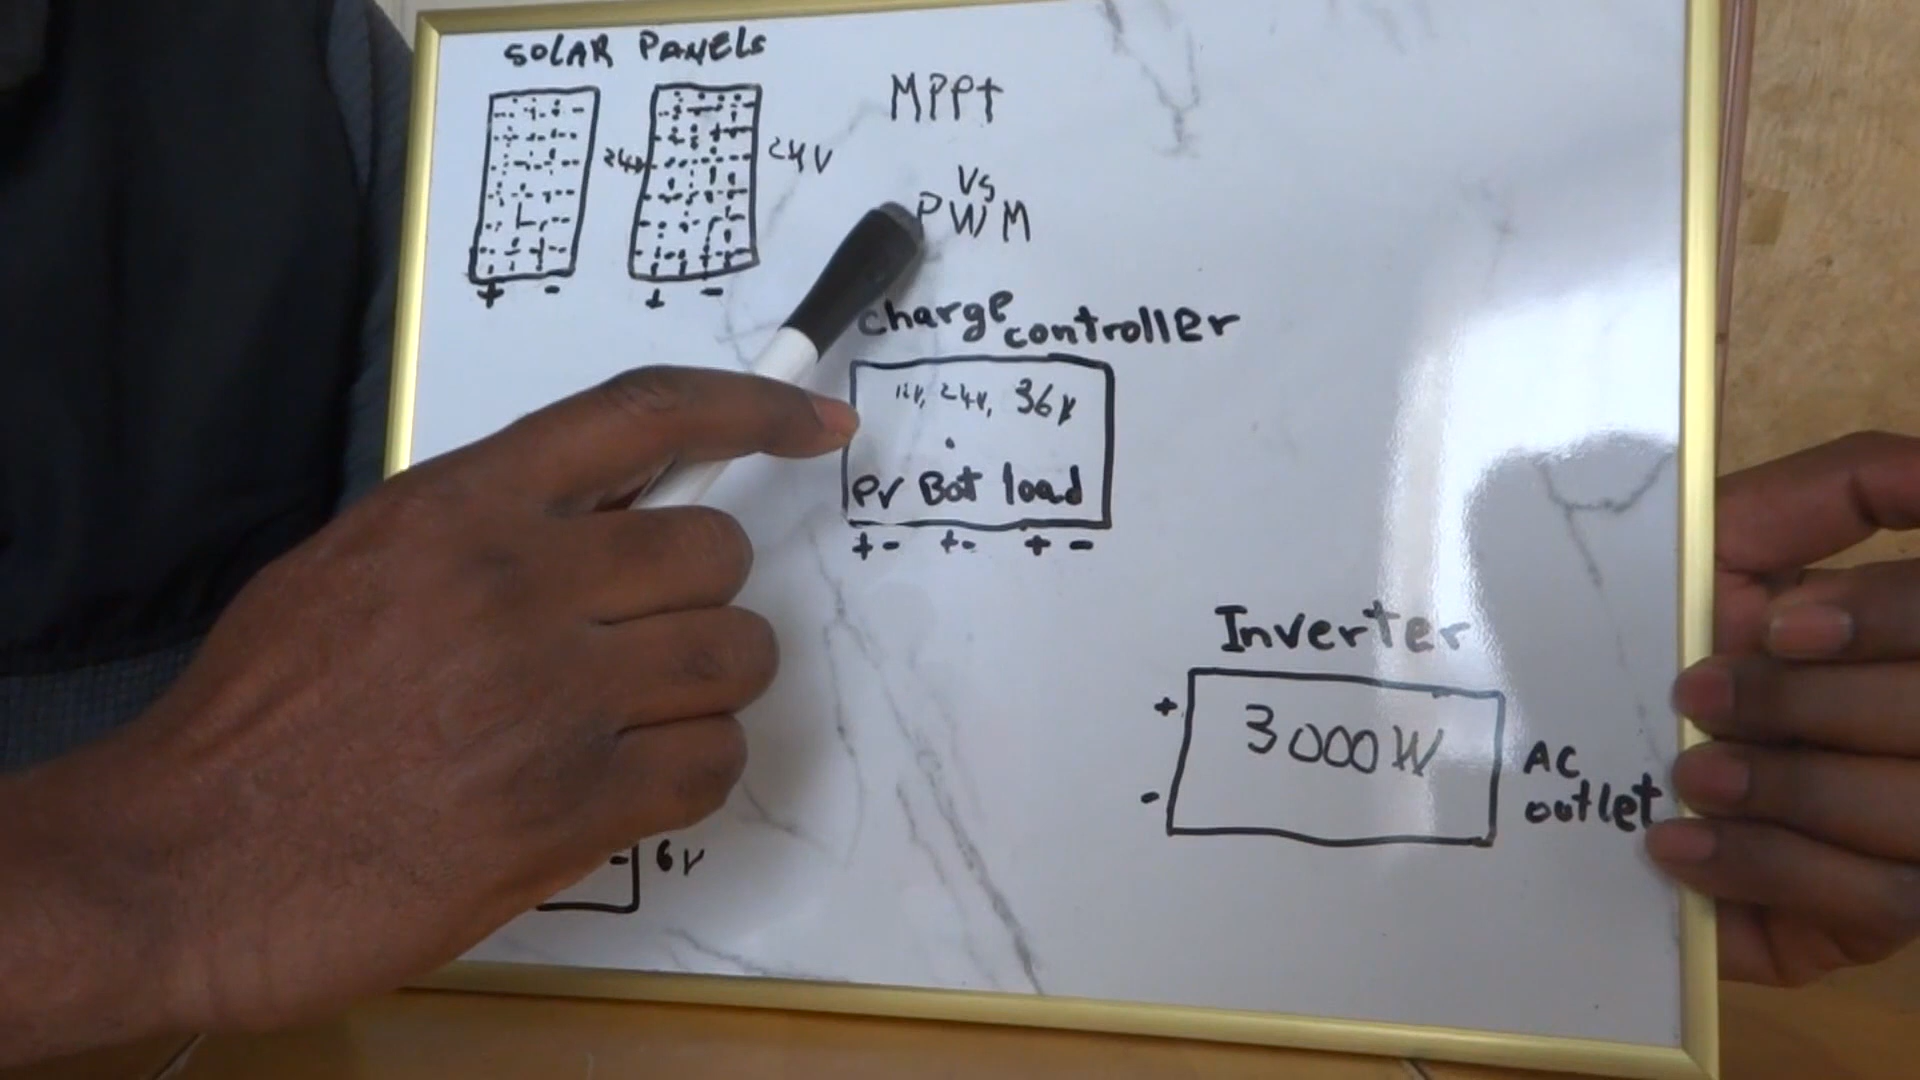 SOLAR PANELS
MPPt
24V
24V
Vs
PWM
+ -
+ -
charge controller
12V, 24V, 36V
PV Bat load
+ - + - + -
Inverter
+
3000W
-
AC outlet
- 6V